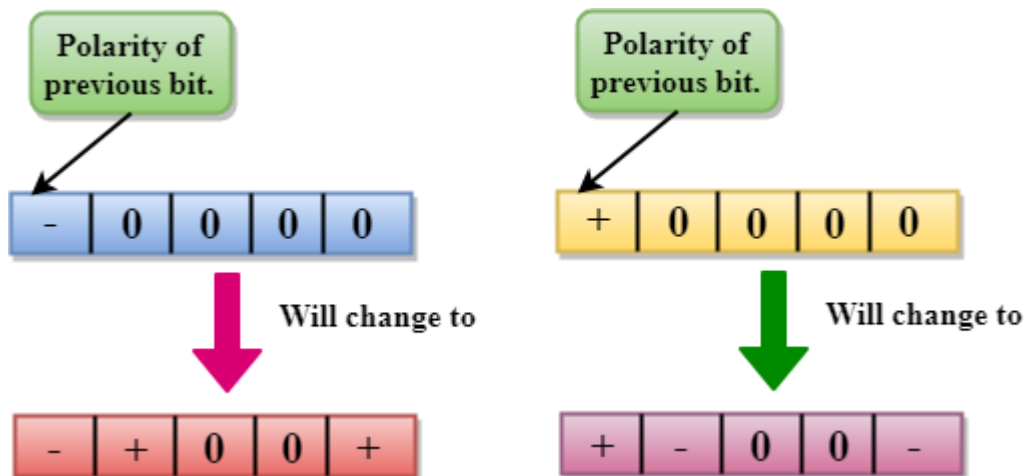 Polarity of
previous bit.
Polarity of
previous bit.
- 0 0 0 0
+ 0 0 0 0
Will change to
Will change to
- + 0 0 +
+ - 0 0 -